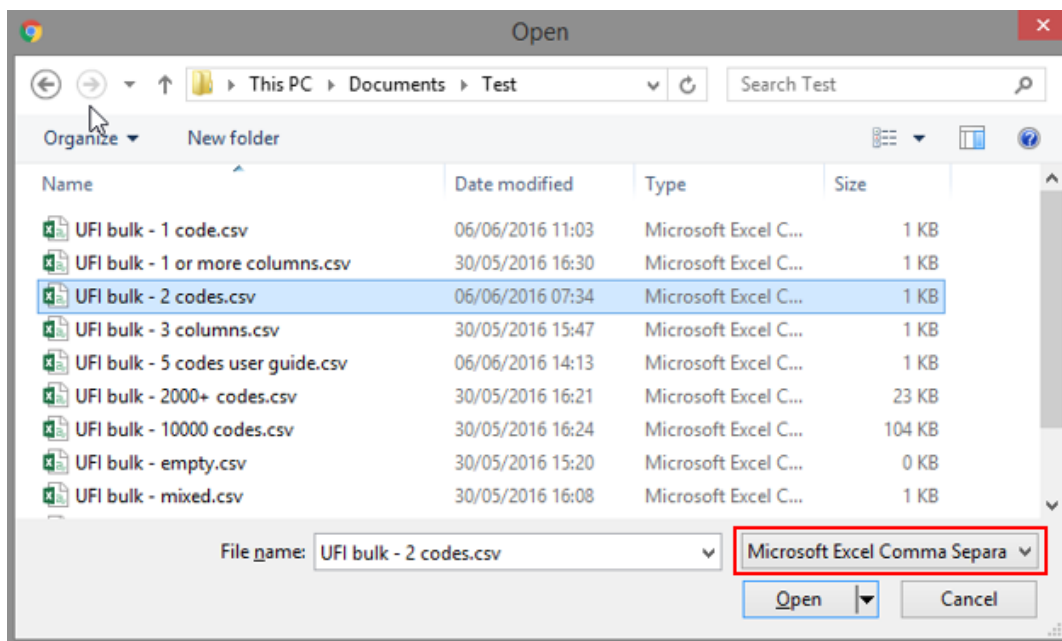 Open
This PC Documents Test Search Test
Organize New folder
Name Date modified Type Size
UFI bulk - 1 code.csv 06/06/2016 11:03 Microsoft Excel C... 1 KB
UFI bulk - 1 or more columns.csv 30/05/2016 16:30 Microsoft Excel C... 1 KB
UFI bulk - 2 codes.csv 06/06/2016 07:34 Microsoft Excel C... 1 KB
UFI bulk - 3 columns.csv 30/05/2016 15:47 Microsoft Excel C... 1 KB
UFI bulk - 5 codes user guide.csv 06/06/2016 14:13 Microsoft Excel C... 1 KB
UFI bulk - 2000+ codes.csv 30/05/2016 16:21 Microsoft Excel C... 23 KB
UFI bulk - 10000 codes.csv 30/05/2016 16:24 Microsoft Excel C... 104 KB
UFI bulk - empty.csv 30/05/2016 15:20 Microsoft Excel C... 0 KB
UFI bulk - mixed.csv 30/05/2016 16:08 Microsoft Excel C... 1 KB
File name: UFI bulk - 2 codes.csv Microsoft Excel Comma Separa
Open Cancel